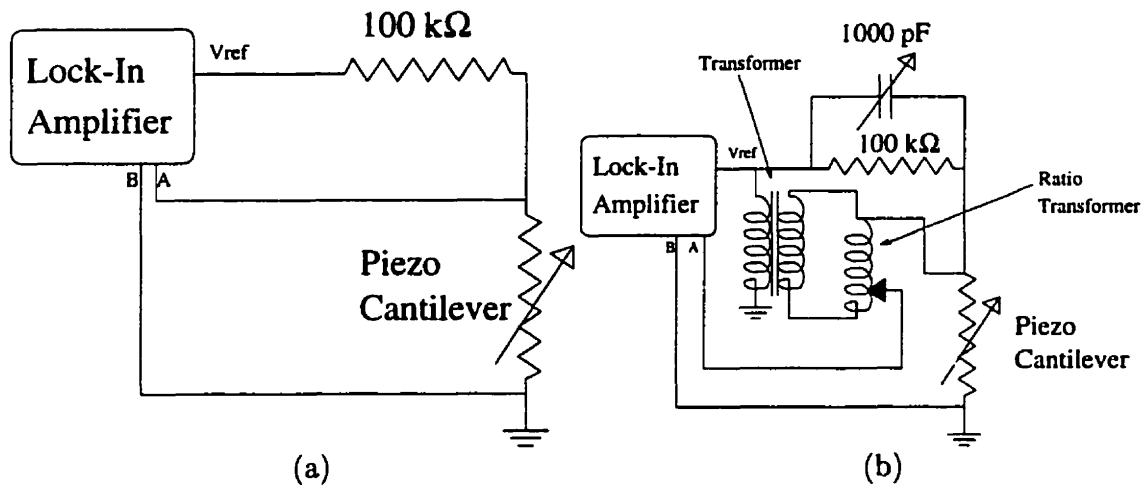 100 kΩ
Vref
Lock-In
Amplifier
B
A
Piezo
Cantilever
(a)
1000 pF
Transformer
100 kΩ
Vref
Lock-In
Amplifier
Ratio
Transformer
B
A
Piezo
Cantilever
(b)